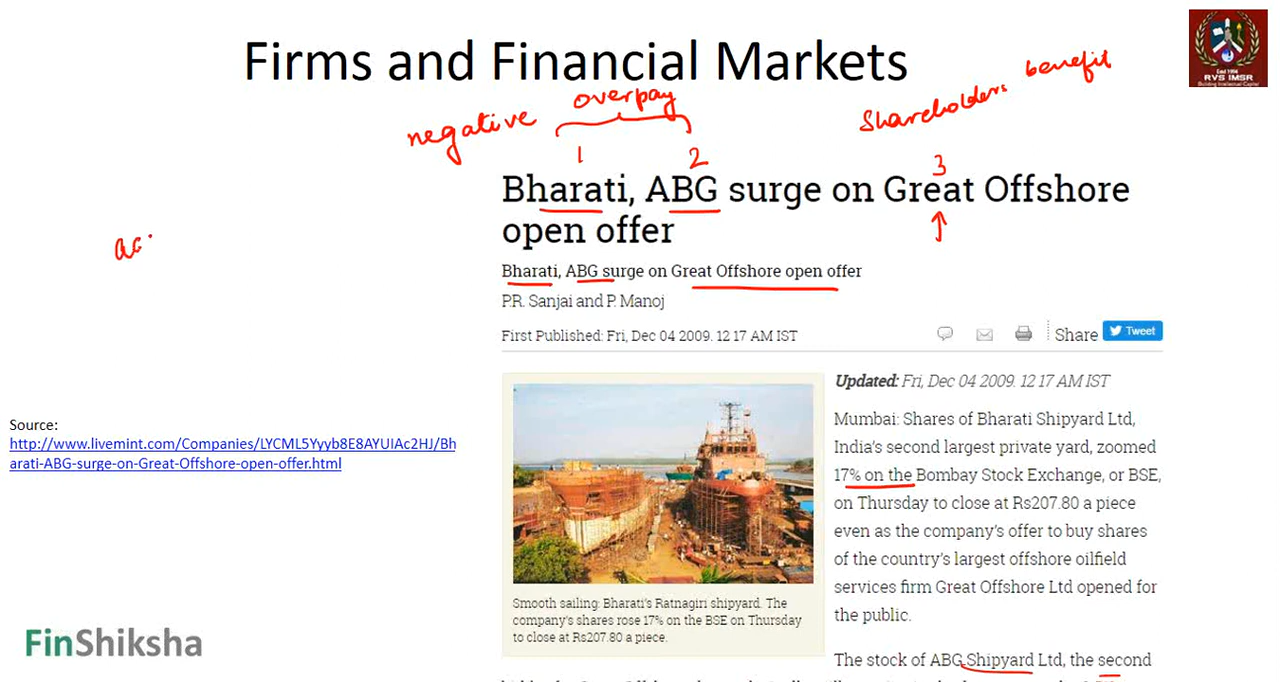 Firms and Financial Markets
Estd 1994
RVS IMSR
Building Intellectual Capital
negative
overpay
Shareholders benefit
1
2
3
Bharati, ABG surge on Great Offshore
open offer
Bharati, ABG surge on Great Offshore open offer
P.R. Sanjai and P. Manoj
First Published: Fri, Dec 04 2009. 12 17 AM IST
Share
Tweet
Updated: Fri, Dec 04 2009. 12 17 AM IST
Mumbai: Shares of Bharati Shipyard Ltd,
India's second largest private yard, zoomed
17% on the Bombay Stock Exchange, or BSE,
on Thursday to close at Rs207.80 a piece
even as the company's offer to buy shares
of the country's largest offshore oilfield
services firm Great Offshore Ltd opened for
the public.
The stock of ABG Shipyard Ltd, the second
Smooth sailing: Bharati's Ratnagiri shipyard. The
company's shares rose 17% on the BSE on Thursday
to close at Rs207.80 a piece.
Source:
http://www.livemint.com/Companies/LYCML5Yyyb8E8AYUIAc2HJ/Bh
arati-ABG-surge-on-Great-Offshore-open-offer.html
FinShiksha